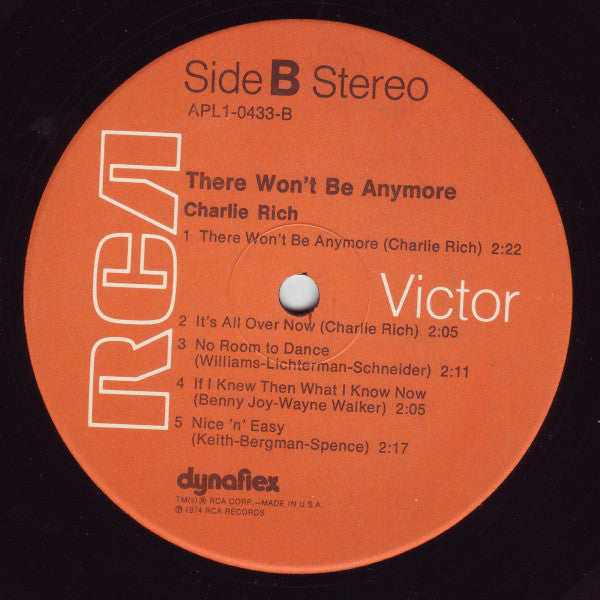 Side B Stereo
APL1-0433-B
RCA
There Won't Be Anymore
Charlie Rich
1 There Won't Be Anymore (Charlie Rich) 2:22
Victor
2 It's All Over Now (Charlie Rich) 2:05
3 No Room to Dance
(Williams-Lichterman-Schneider) 2:11
4 If I Knew Then What I Know Now
(Benny Joy-Wayne Walker) 2:05
5 Nice 'n' Easy
(Keith-Bergman-Spence) 2:17
dynaflex
TM(s) ® RCA CORP.—MADE IN U.S.A.
℗ 1974 RCA RECORDS